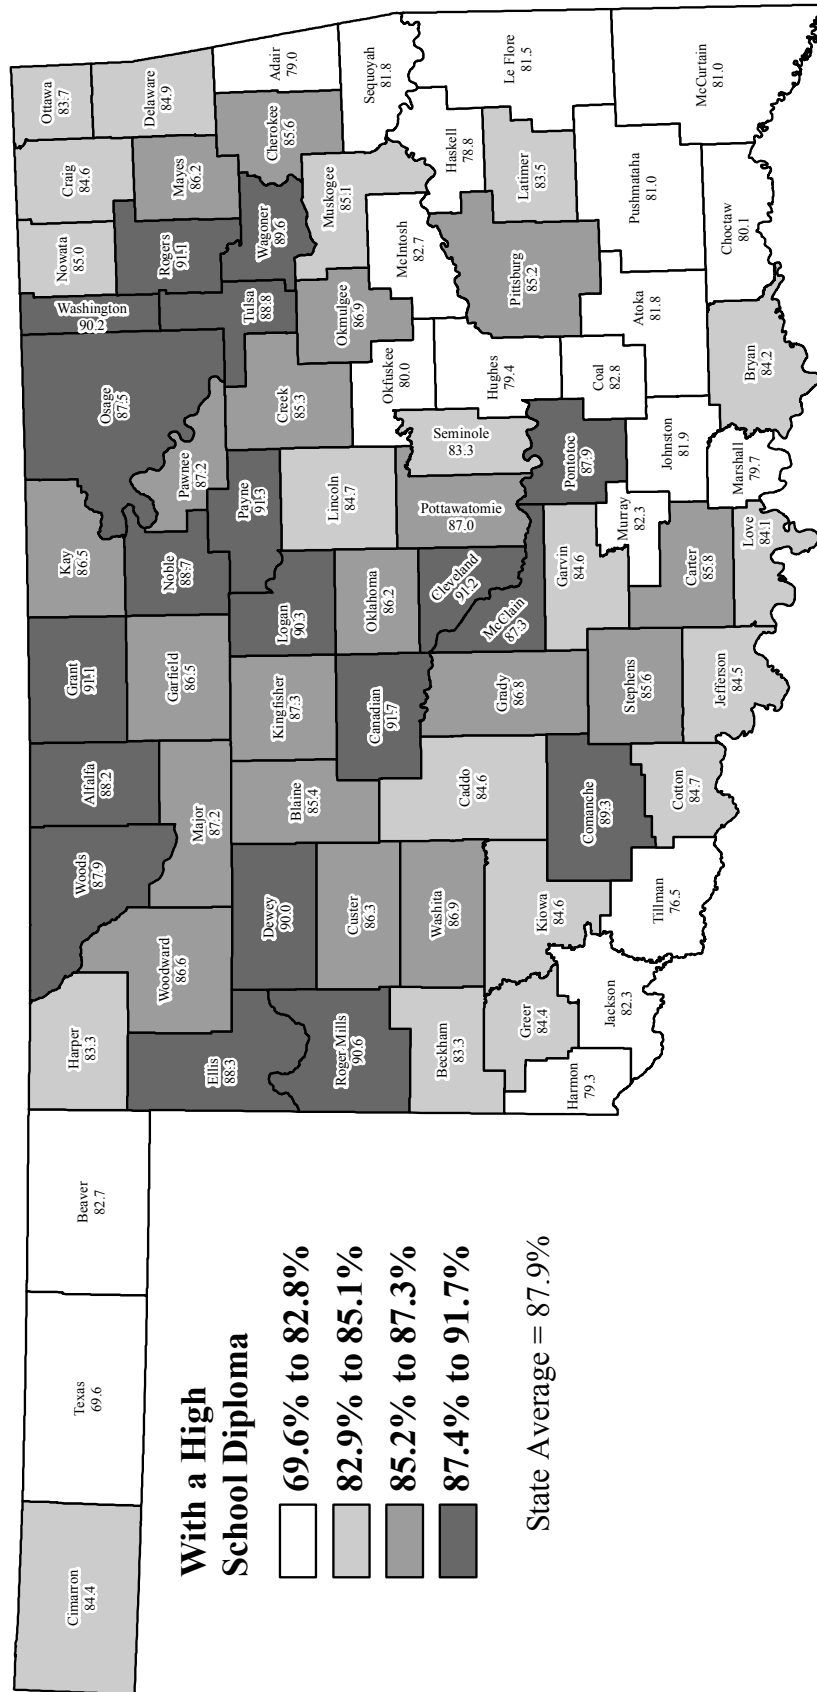 Cimarron
84.4
Texas
69.6
Beaver
82.7
Harper
83.3
Woods
87.9
Alfalfa
88.2
Grant
91.1
Kay
86.5
Osage
87.5
Washington
90.2
Nowata
85.0
Craig
84.6
Ottawa
83.7
Ellis
88.3
Woodward
86.6
Major
87.2
Garfield
86.5
Noble
88.7
Pawnee
87.2
Rogers
91.1
Mayes
86.2
Delaware
84.9
Roger Mills
90.6
Dewey
90.0
Blaine
85.4
Kingfisher
87.3
Logan
90.3
Payne
91.3
Creek
85.3
Tulsa
88.8
Wagoner
89.6
Cherokee
85.6
Adair
79.0
Custer
86.3
Canadian
91.7
Oklahoma
86.2
Lincoln
84.7
Okfuskee
80.0
Okmulgee
86.9
Muskogee
85.1
Sequoyah
81.8
Beckham
83.3
Washita
86.9
Caddo
84.6
Grady
86.8
Cleveland
91.2
McClain
87.3
Pottawatomie
87.0
Seminole
83.3
Hughes
79.4
McIntosh
82.7
Haskell
78.8
Le Flore
81.5
Harmon
79.3
Greer
84.4
Jackson
82.3
Kiowa
84.6
Tillman
76.5
Comanche
89.3
Cotton
84.7
Stephens
85.6
Jefferson
84.5
Garvin
84.6
Murray
82.3
Carter
85.8
Love
84.1
Pontotoc
87.9
Johnston
81.9
Marshall
79.7
Coal
82.8
Pittsburg
85.2
Latimer
83.5
Atoka
81.8
Bryan
84.2
Pushmataha
81.0
Choctaw
80.1
McCurtain
81.0
With a High
School Diploma
69.6% to 82.8%
82.9% to 85.1%
85.2% to 87.3%
87.4% to 91.7%
State Average = 87.9%